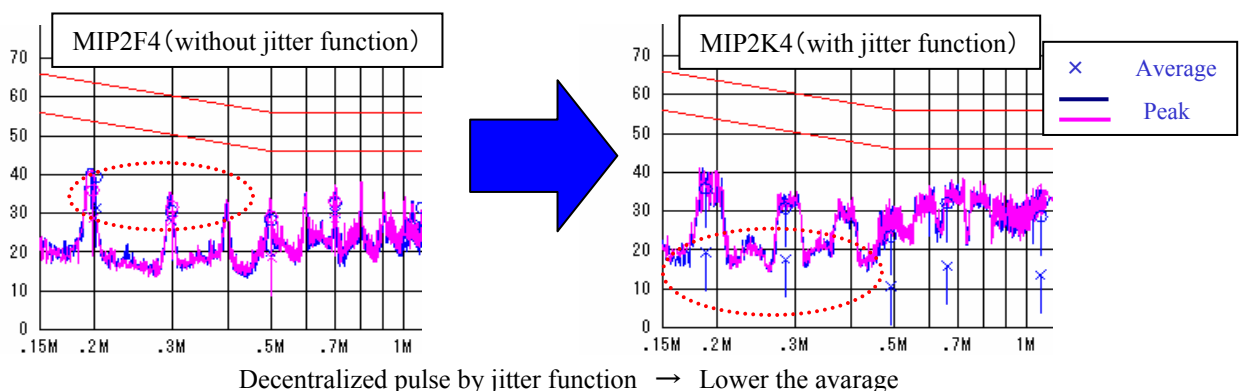 MIP2F4(without jitter function)
70
60
50
40
30
20
10
0
.15M .2M .3M .5M .7M 1M
MIP2K4(with jitter function)
70
60
50
40
30
20
10
0
.15M .2M .3M .5M .7M 1M
× Average
Peak
Decentralized pulse by jitter function → Lower the avarage